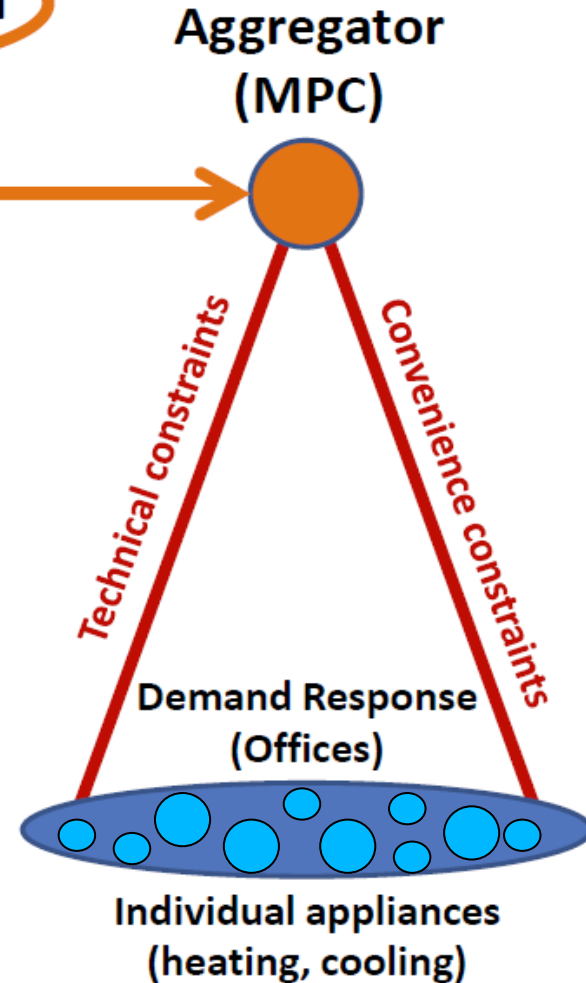 Aggregator
(MPC)
Technical constraints
Convenience constraints
Demand Response
(Offices)
Individual appliances
(heating, cooling)